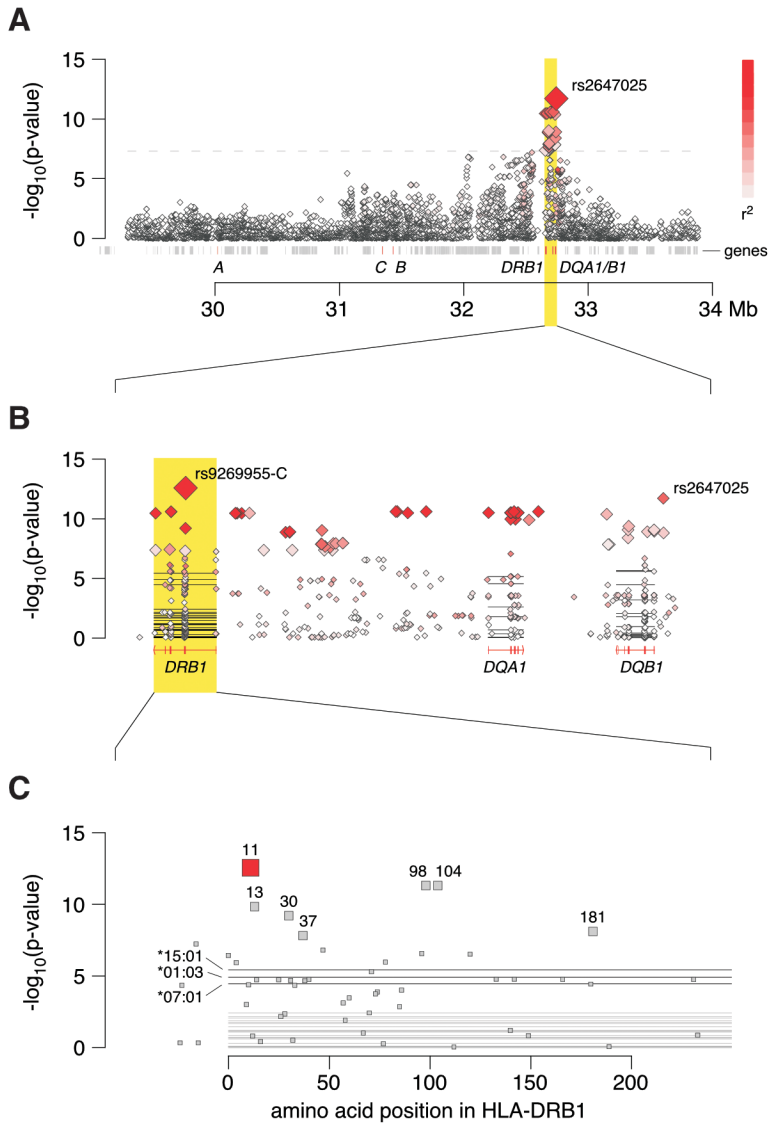 A
15
rs2647025
10
-log10(p-value)
5
r2
0
genes
A C B DRB1 DQA1/B1
30 31 32 33 34 Mb
B
15
rs9269955-C
rs2647025
10
-log10(p-value)
5
0
DRB1 DQA1 DQB1
C
15
11
98 104
13
10
30
181
37
-log10(p-value)
*15:01
*01:03
5
*07:01
0
0 50 100 150 200
amino acid position in HLA-DRB1